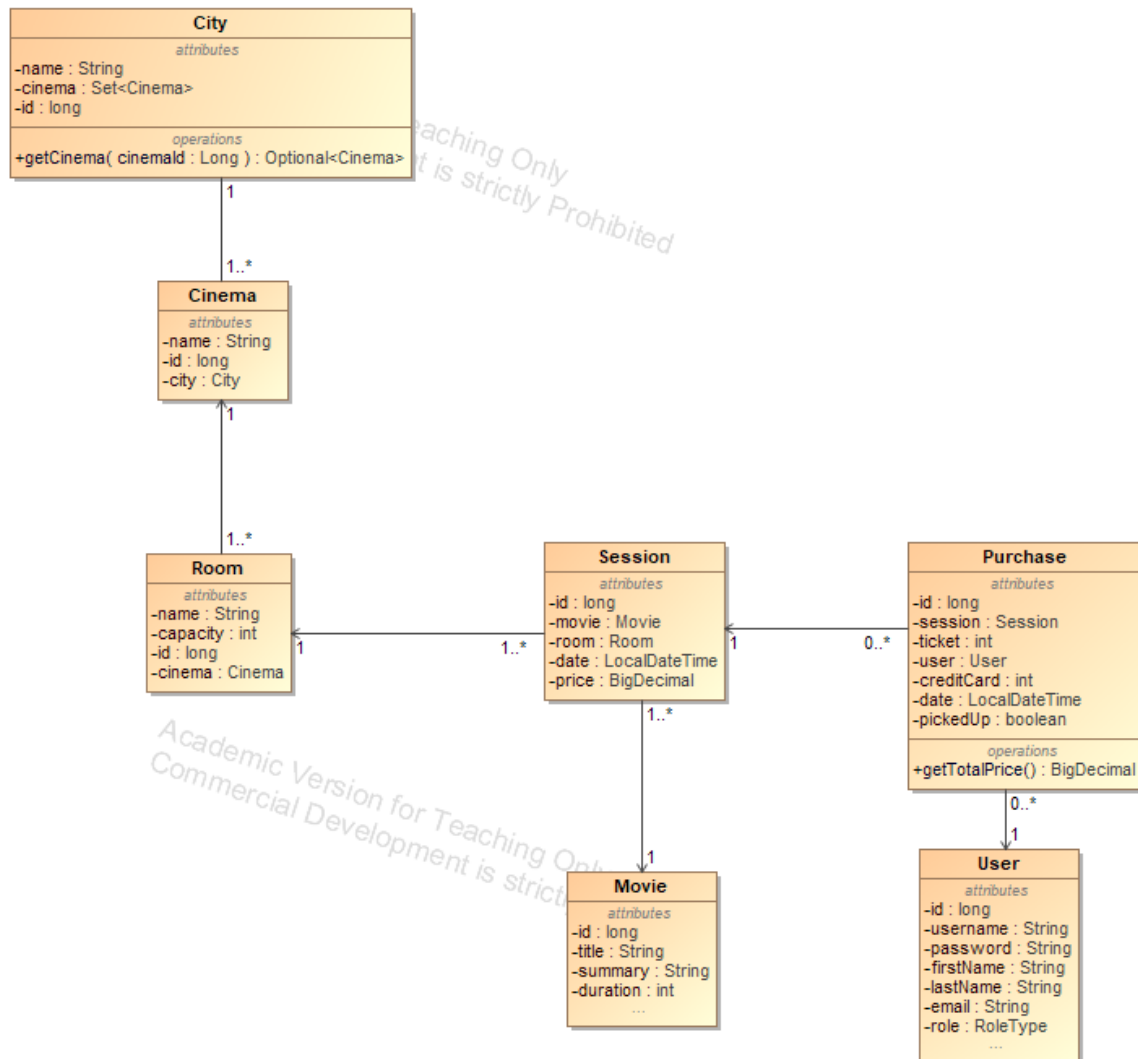 City
attributes
-name : String
-cinema : Set<Cinema>
-id : long
operations
+getCinema( cinemaId : Long ) : Optional<Cinema>
eaching Only
t is strictly Prohibited
1
1..*
Cinema
attributes
-name : String
-id : long
-city : City
1
1..*
Room
attributes
-name : String
-capacity : int
-id : long
-cinema : Cinema
1
1..*
Session
attributes
-id : long
-movie : Movie
-room : Room
-date : LocalDateTime
-price : BigDecimal
1
0..*
Purchase
attributes
-id : long
-session : Session
-ticket : int
-user : User
-creditCard : int
-date : LocalDateTime
-pickedUp : boolean
operations
+getTotalPrice() : BigDecimal
1..*
0..*
Academic Version for Teaching Only
Commercial Development is strictly
1
1
Movie
attributes
-id : long
-title : String
-summary : String
-duration : int
...
User
attributes
-id : long
-username : String
-password : String
-firstName : String
-lastName : String
-email : String
-role : RoleType
...